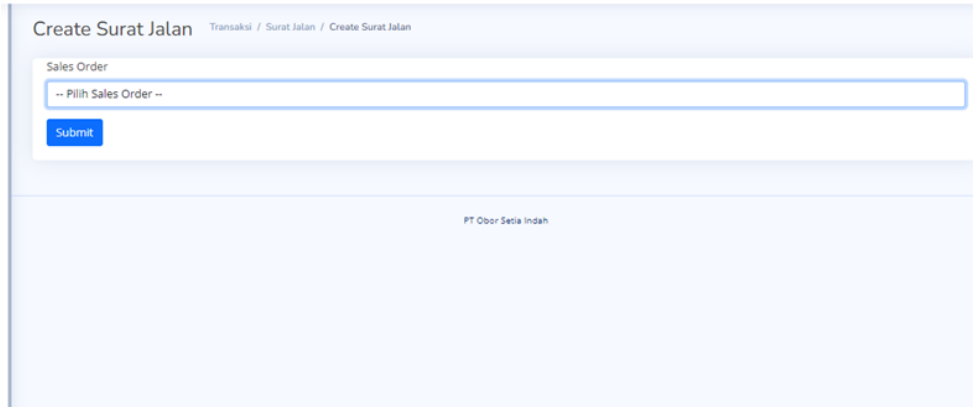 Create Surat Jalan Transaksi / Surat Jalan / Create Surat Jalan
Sales Order
-- Pilih Sales Order --
Submit
PT Obor Setia Indah